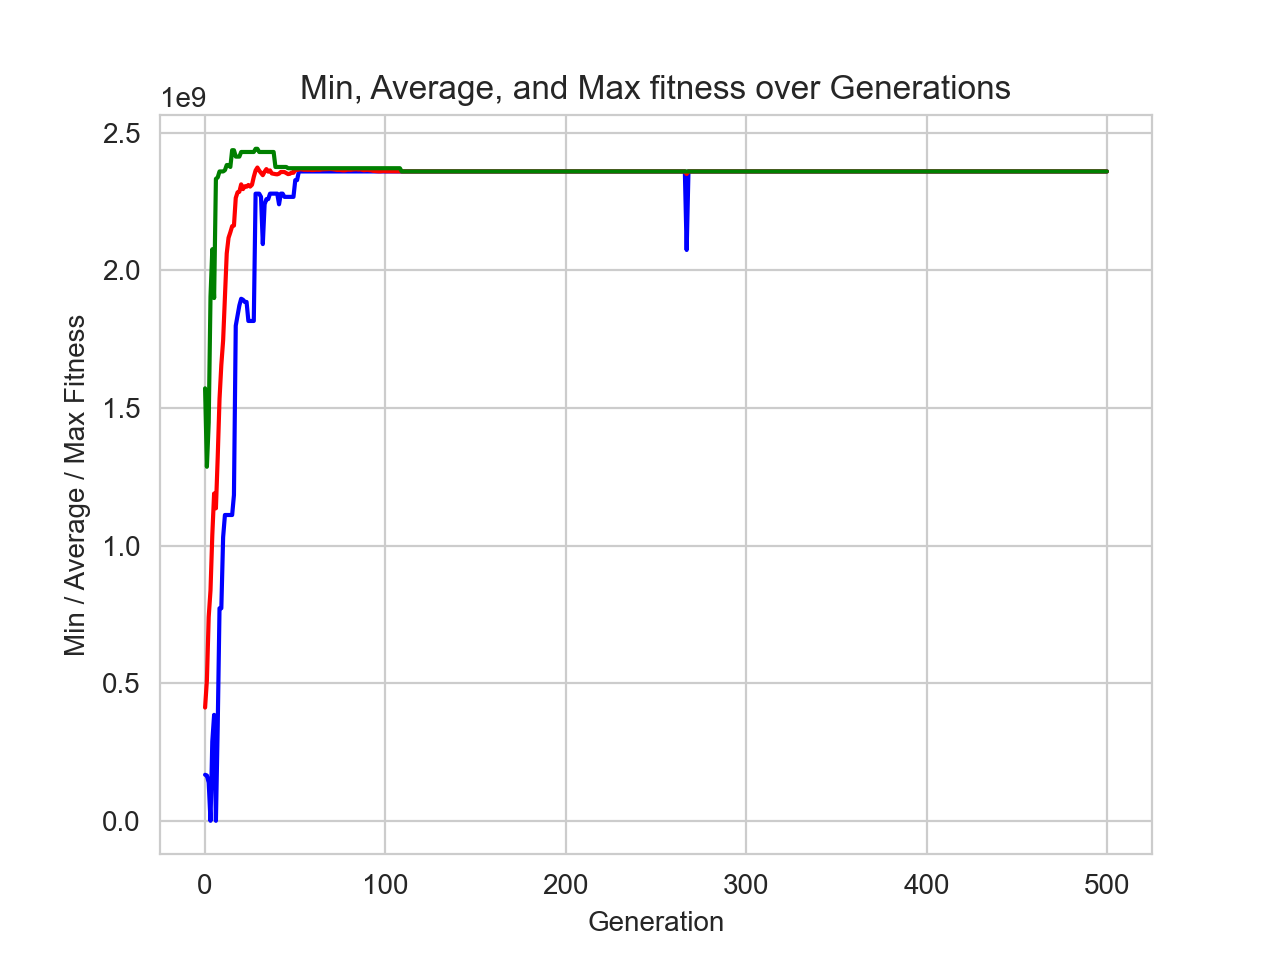 Min, Average, and Max fitness over Generations
1e9
2.5
2.0
1.5
1.0
0.5
0.0
Min / Average / Max Fitness
0 100 200 300 400 500
Generation